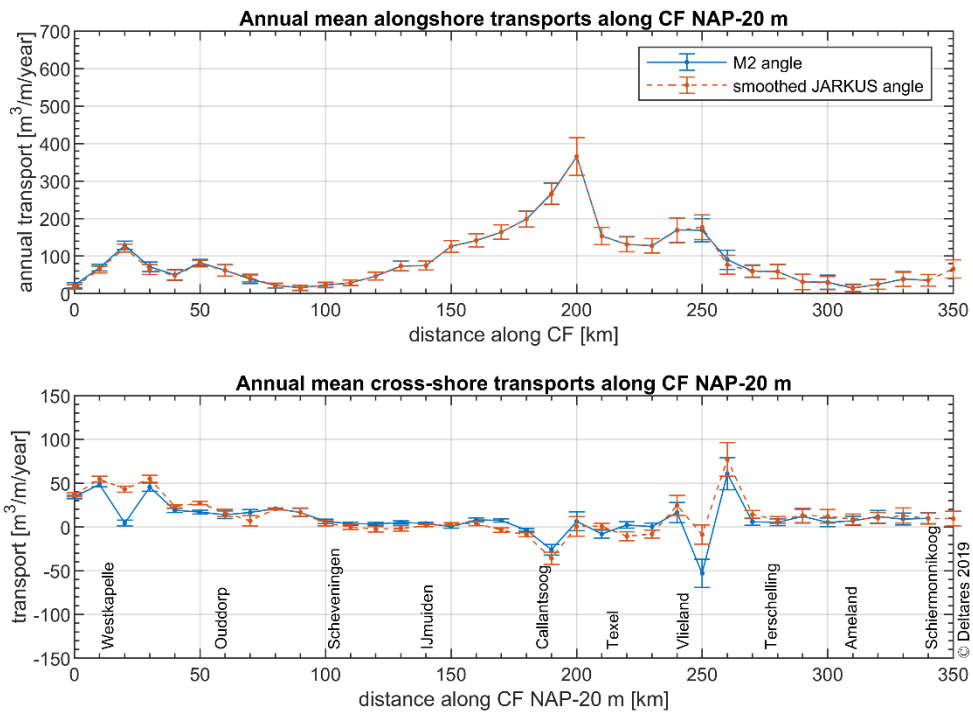 Annual mean alongshore transports along CF NAP-20 m
annual transport [m³/m/year]
700
600
500
400
300
200
100
0
M2 angle
smoothed JARKUS angle
0 50 100 150 200 250 300 350
distance along CF [km]
Annual mean cross-shore transports along CF NAP-20 m
transport [m³/m/year]
150
100
50
0
-50
-100
-150
Westkapelle
Ouddorp
Scheveningen
IJmuiden
Callantsoog
Texel
Vlieland
Terschelling
Ameland
Schiermonnikoog
© Deltares 2019
0 50 100 150 200 250 300 350
distance along CF NAP-20 m [km]